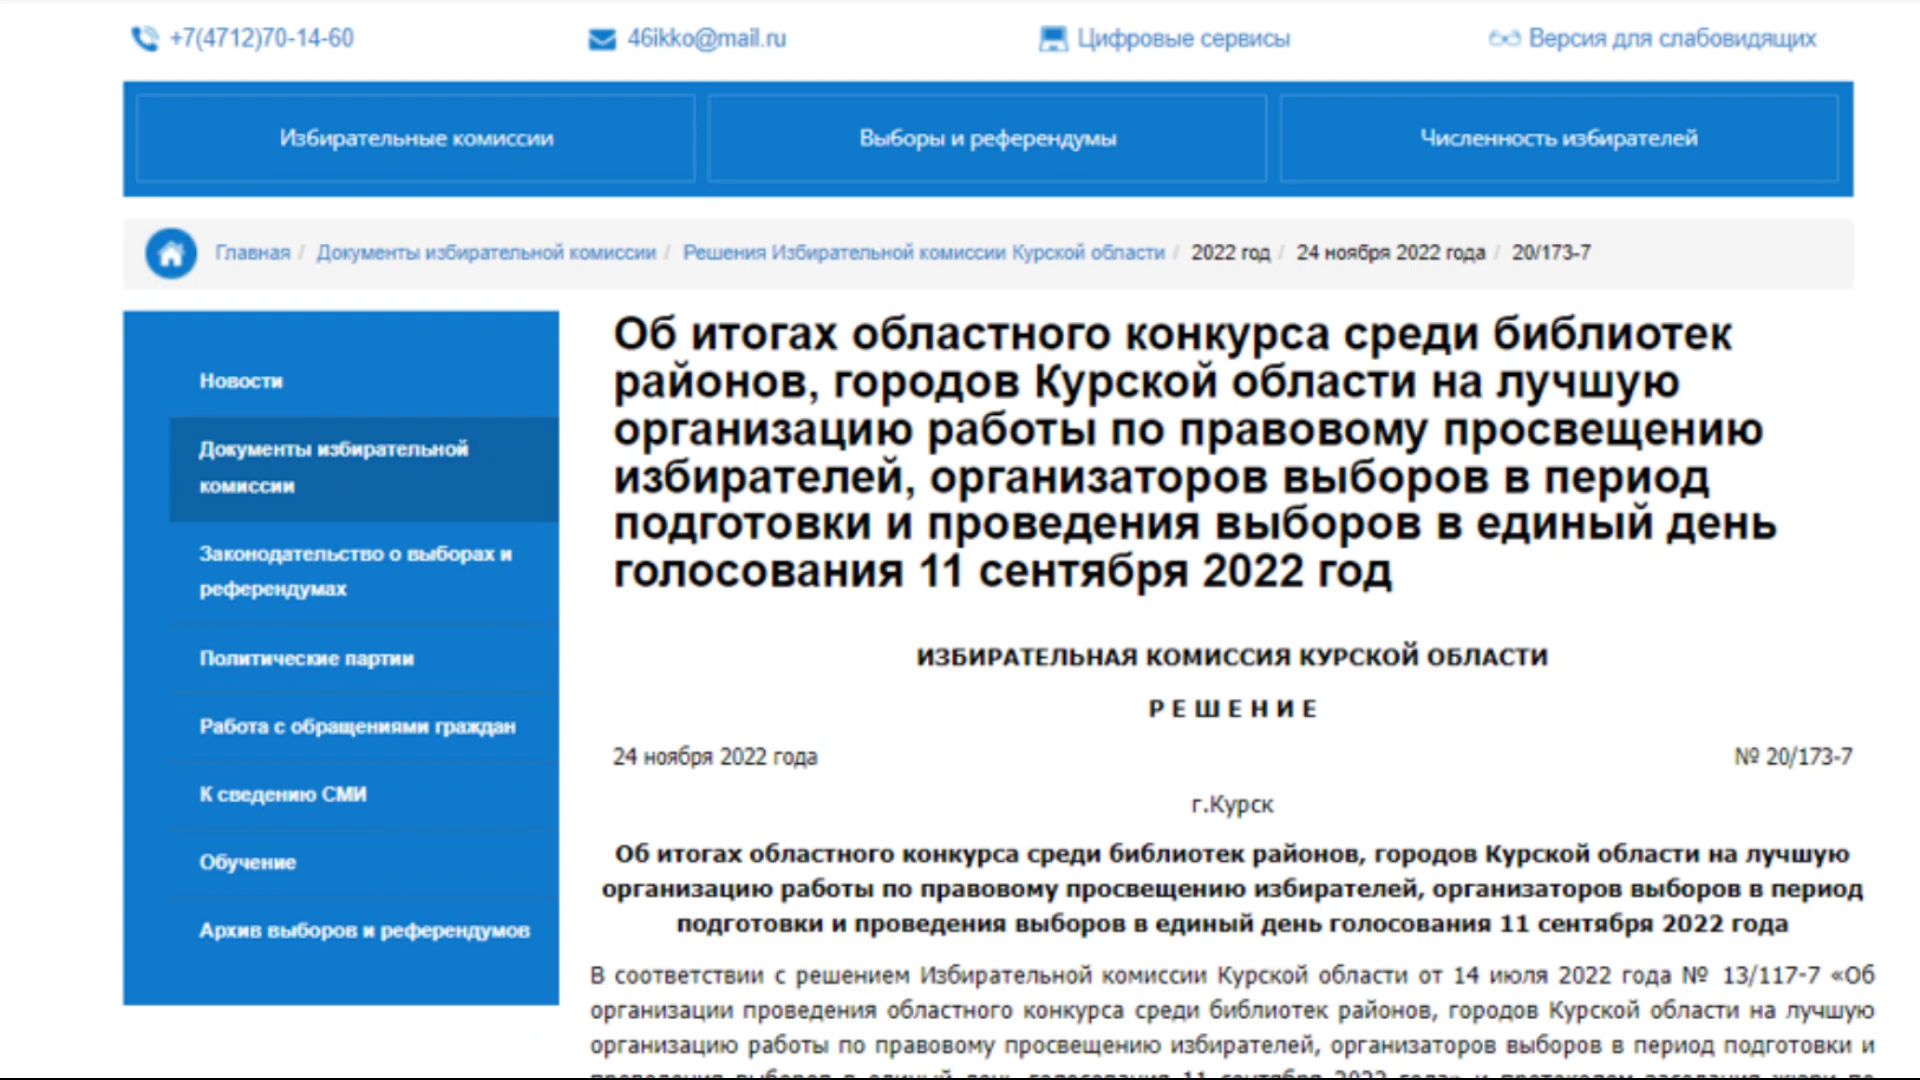 +7(4712)70-14-60
46ikko@mail.ru
Цифровые сервисы
Версия для слабовидящих
Избирательные комиссии
Выборы и референдумы
Численность избирателей
Главная / Документы избирательной комиссии / Решения Избирательной комиссии Курской области / 2022 год / 24 ноября 2022 года / 20/173-7
Новости
Документы избирательной
комиссии
Законодательство о выборах и
референдумах
Политические партии
Работа с обращениями граждан
К сведению СМИ
Обучение
Архив выборов и референдумов
Об итогах областного конкурса среди библиотек
районов, городов Курской области на лучшую
организацию работы по правовому просвещению
избирателей, организаторов выборов в период
подготовки и проведения выборов в единый день
голосования 11 сентября 2022 год
ИЗБИРАТЕЛЬНАЯ КОМИССИЯ КУРСКОЙ ОБЛАСТИ
Р Е Ш Е Н И Е
24 ноября 2022 года
№ 20/173-7
г.Курск
Об итогах областного конкурса среди библиотек районов, городов Курской области на лучшую
организацию работы по правовому просвещению избирателей, организаторов выборов в период
подготовки и проведения выборов в единый день голосования 11 сентября 2022 года
В соответствии с решением Избирательной комиссии Курской области от 14 июля 2022 года № 13/117-7 «Об
организации проведения областного конкурса среди библиотек районов, городов Курской области на лучшую
организацию работы по правовому просвещению избирателей, организаторов выборов в период подготовки и